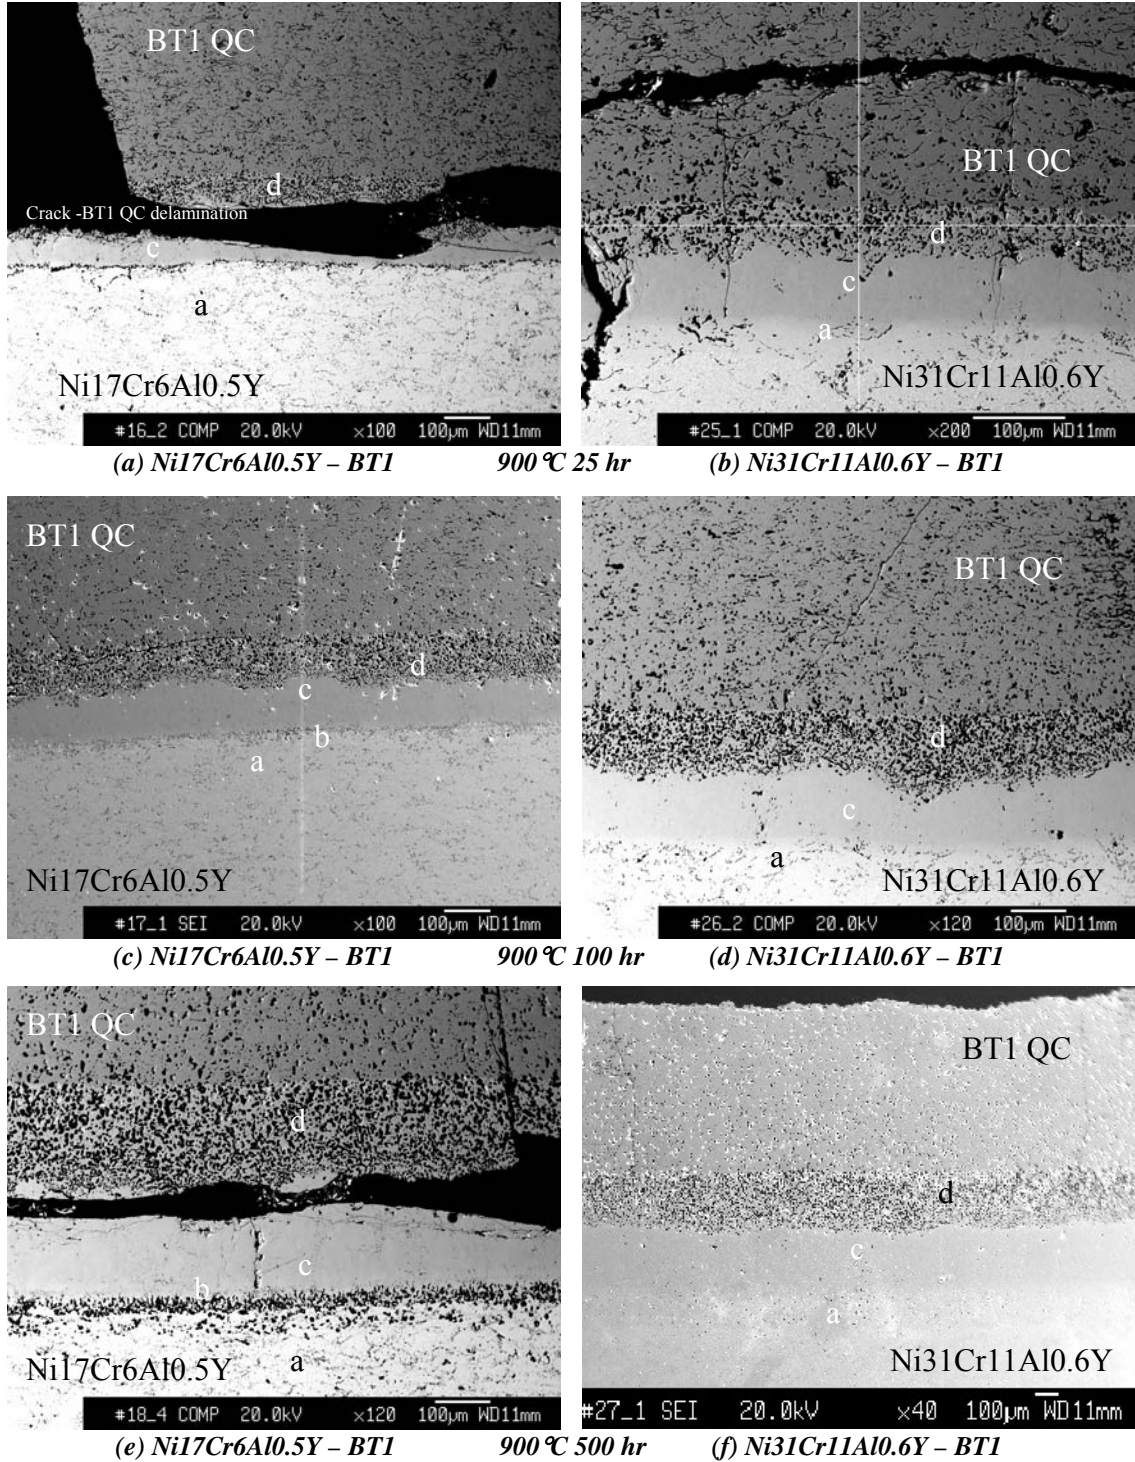 BT1 QC
d
Crack -BT1 QC delamination
c
a
Ni17Cr6Al0.5Y
#16_2 COMP 20.0kV ×100 100µm WD11mm
BT1 QC
d
c
a
Ni31Cr11Al0.6Y
#25_1 COMP 20.0kV ×200 100µm WD11mm
(a) Ni17Cr6Al0.5Y – BT1 900℃ 25 hr (b) Ni31Cr11Al0.6Y – BT1
BT1 QC
d
c
b
a
Ni17Cr6Al0.5Y
#17_1 SEI 20.0kV ×100 100µm WD11mm
BT1 QC
d
c
a
Ni31Cr11Al0.6Y
#26_2 COMP 20.0kV ×120 100µm WD11mm
(c) Ni17Cr6Al0.5Y – BT1 900℃ 100 hr (d) Ni31Cr11Al0.6Y – BT1
BT1 QC
d
c
b
a
Ni17Cr6Al0.5Y
#18_4 COMP 20.0kV ×120 100µm WD11mm
BT1 QC
d
c
a
Ni31Cr11Al0.6Y
#27_1 SEI 20.0kV ×40 100µm WD11mm
(e) Ni17Cr6Al0.5Y – BT1 900℃ 500 hr (f) Ni31Cr11Al0.6Y – BT1